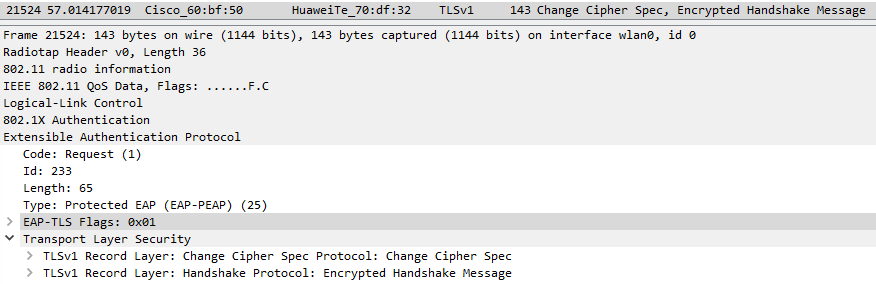 21524 57.014177019 Cisco_60:bf:50 HuaweiTe_70:df:32 TLSv1 143 Change Cipher Spec, Encrypted Handshake Message
Frame 21524: 143 bytes on wire (1144 bits), 143 bytes captured (1144 bits) on interface wlan0, id 0
Radiotap Header v0, Length 36
802.11 radio information
IEEE 802.11 QoS Data, Flags: ......F.C
Logical-Link Control
802.1X Authentication
Extensible Authentication Protocol
Code: Request (1)
Id: 233
Length: 65
Type: Protected EAP (EAP-PEAP) (25)
EAP-TLS Flags: 0x01
Transport Layer Security
TLSv1 Record Layer: Change Cipher Spec Protocol: Change Cipher Spec
TLSv1 Record Layer: Handshake Protocol: Encrypted Handshake Message